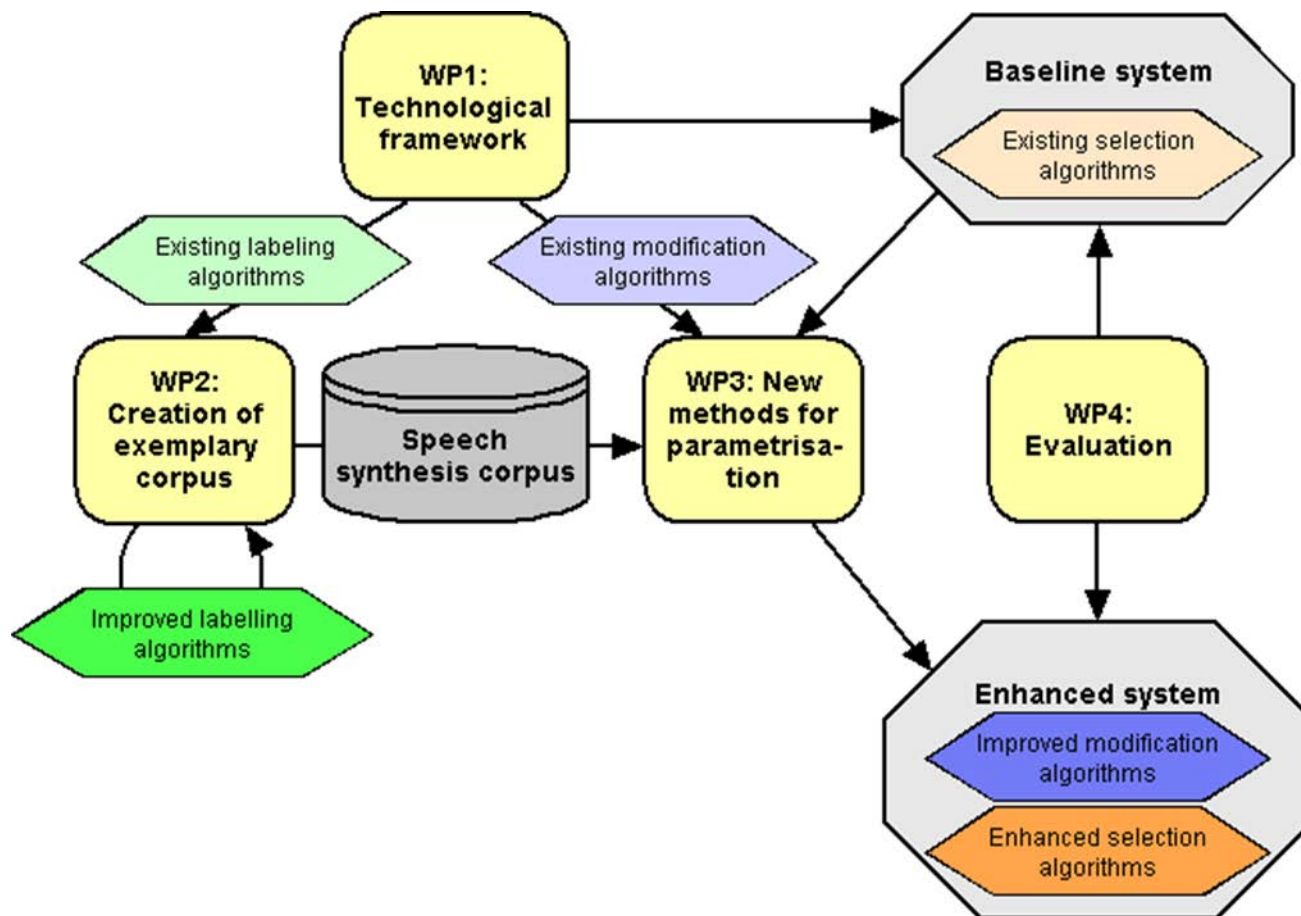 WP1:
Technological
framework
Baseline system
Existing selection
algorithms
Existing labeling
algorithms
Existing modification
algorithms
WP2:
Creation of
exemplary
corpus
Speech
synthesis corpus
WP3: New
methods for
parametrisa-
tion
WP4:
Evaluation
Improved labelling
algorithms
Enhanced system
Improved modification
algorithms
Enhanced selection
algorithms